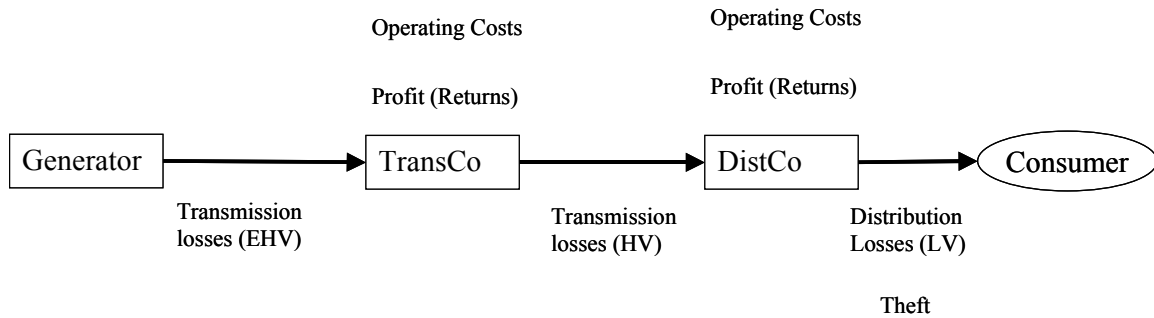 Operating Costs
Operating Costs
Profit (Returns)
Profit (Returns)
Generator
TransCo
DistCo
Consumer
Transmission
losses (EHV)
Transmission
losses (HV)
Distribution
Losses (LV)
Theft